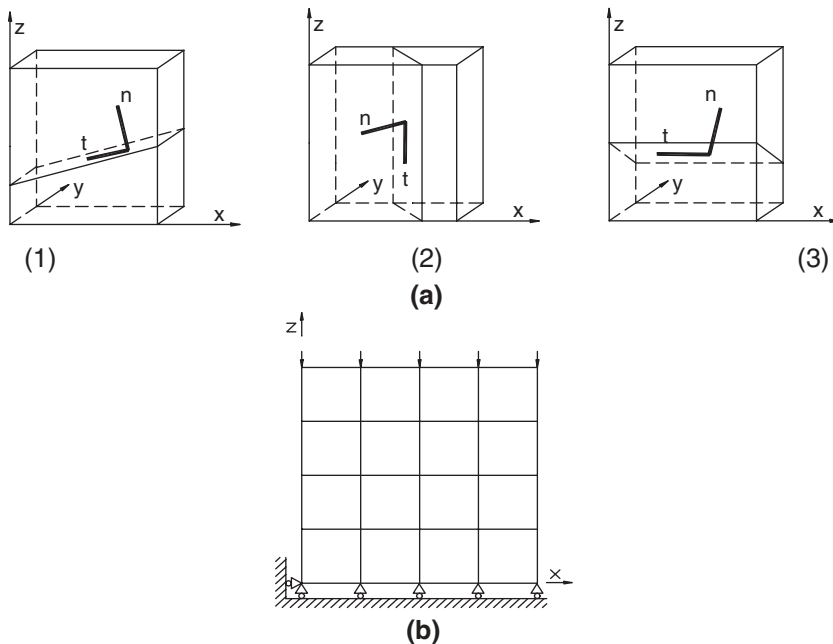 z z z
n n n
t t t
y y y
x x x
(1) (2) (3)
(a)
z
x
(b)